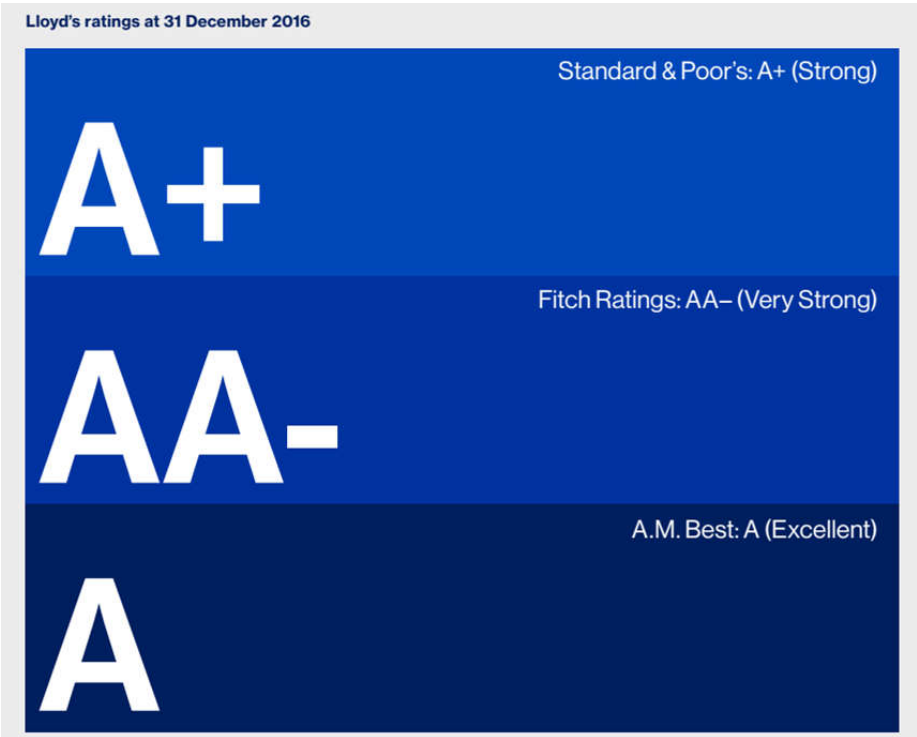 Lloyd's ratings at 31 December 2016
Standard & Poor's: A+ (Strong)
A+
Fitch Ratings: AA– (Very Strong)
AA-
A.M. Best: A (Excellent)
A